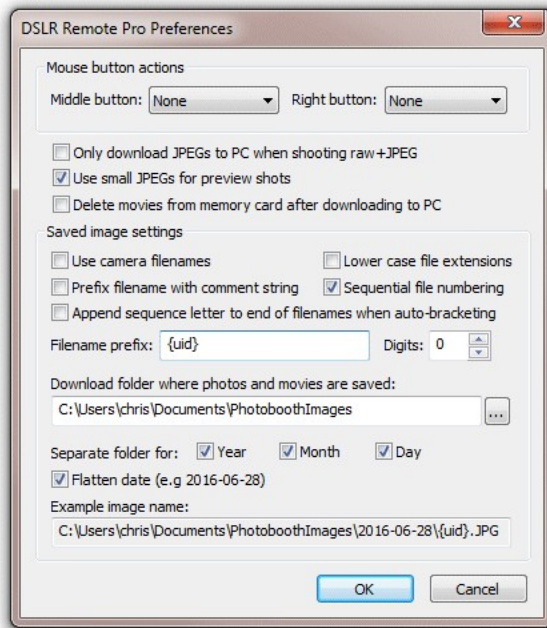 DSLR Remote Pro Preferences
Mouse button actions
Middle button: None Right button: None
Only download JPEGs to PC when shooting raw+JPEG
Use small JPEGs for preview shots
Delete movies from memory card after downloading to PC
Saved image settings
Use camera filenames Lower case file extensions
Prefix filename with comment string Sequential file numbering
Append sequence letter to end of filenames when auto-bracketing
Filename prefix: {uid} Digits: 0
Download folder where photos and movies are saved:
C:\Users\chris\Documents\PhotoboothImages ...
Separate folder for: Year Month Day
Flatten date (e.g 2016-06-28)
Example image name:
C:\Users\chris\Documents\PhotoboothImages\2016-06-28\{uid}.JPG
OK Cancel